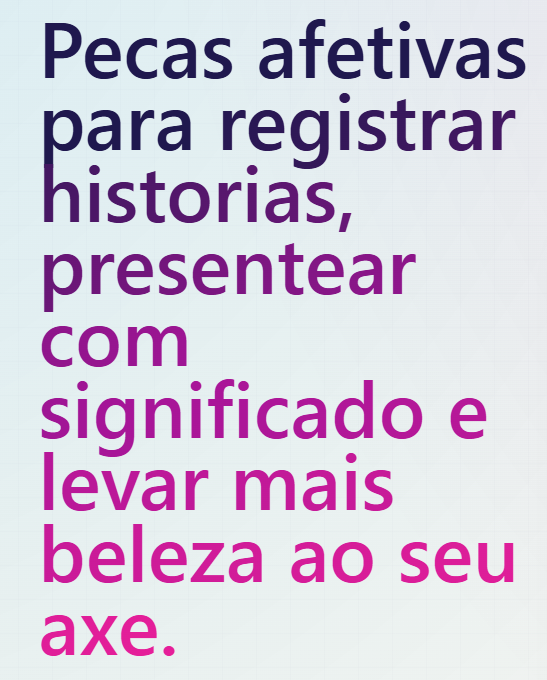 Pecas afetivas
para registrar
historias,
presentear
com
significado e
levar mais
beleza ao seu
axe.